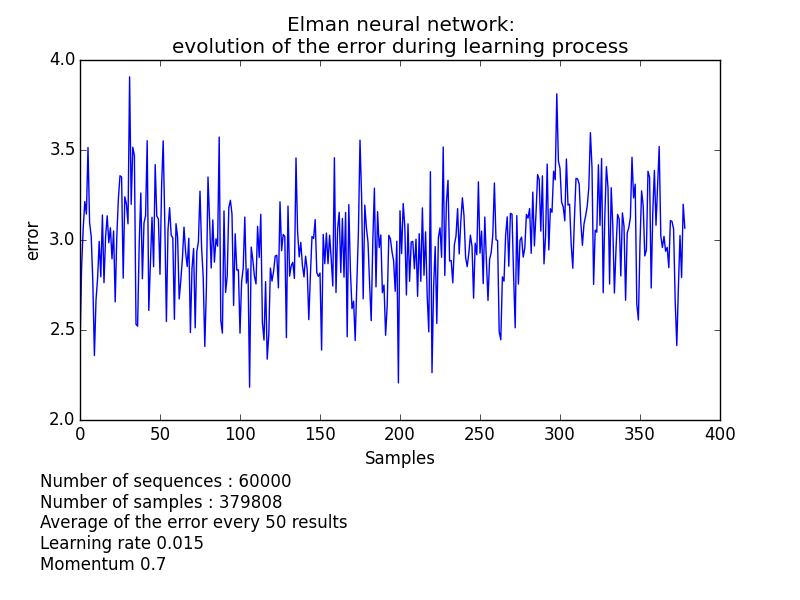 Elman neural network:
evolution of the error during learning process
4.0
3.5
3.0
2.5
2.0
error
0 50 100 150 200 250 300 350 400
Samples
Number of sequences : 60000
Number of samples : 379808
Average of the error every 50 results
Learning rate 0.015
Momentum 0.7